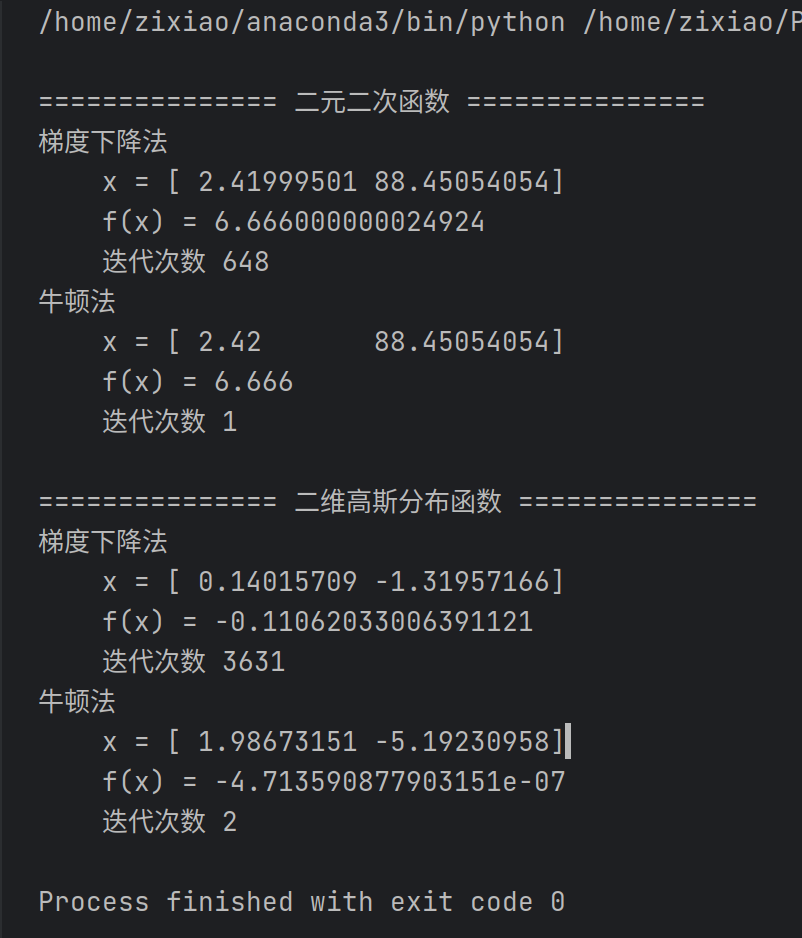 /home/zixiao/anaconda3/bin/python /home/zixiao/P
=============== 二元二次函数 ===============
梯度下降法
x = [ 2.41999501 88.45054054]
f(x) = 6.666000000024924
迭代次数 648
牛顿法
x = [ 2.42       88.45054054]
f(x) = 6.666
迭代次数 1
=============== 二维高斯分布函数 ===============
梯度下降法
x = [ 0.14015709 -1.31957166]
f(x) = -0.11062033006391121
迭代次数 3631
牛顿法
x = [ 1.98673151 -5.19230958]
f(x) = -4.713590877903151e-07
迭代次数 2
Process finished with exit code 0